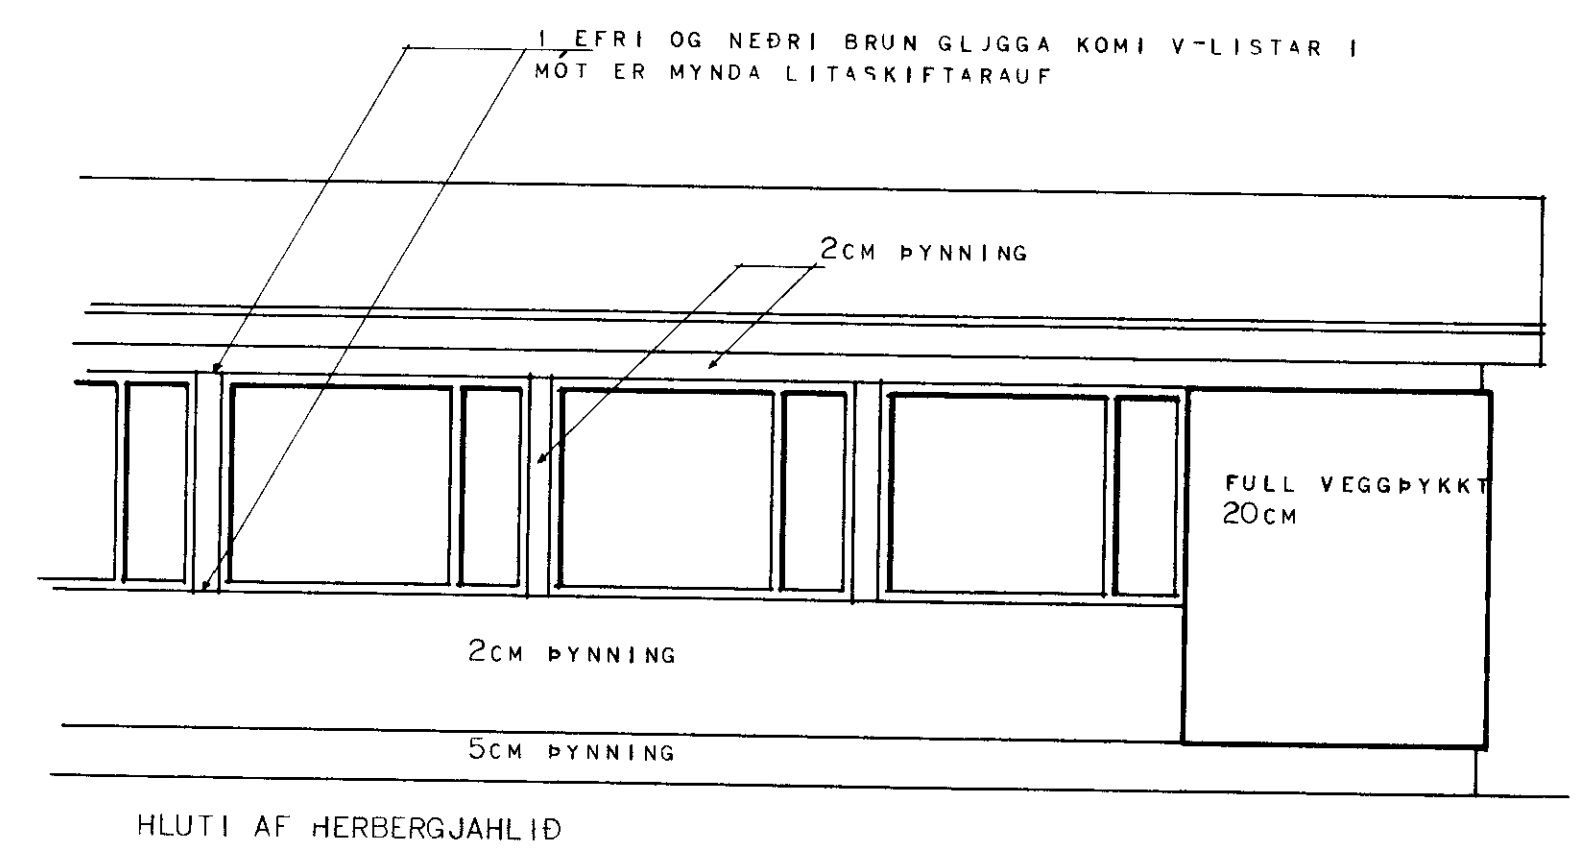 I EFRI OG NEÐRI BRUN GLUGGA KOMI V-LISTAR I
MÓT ER MYNDA LITASKIFTARAUF
2CM ÞYNNING
FULL VEGGÞYKKT
20CM
2CM ÞYNNING
5CM ÞYNNING
HLUTI AF HERBERGJAHLIÐ